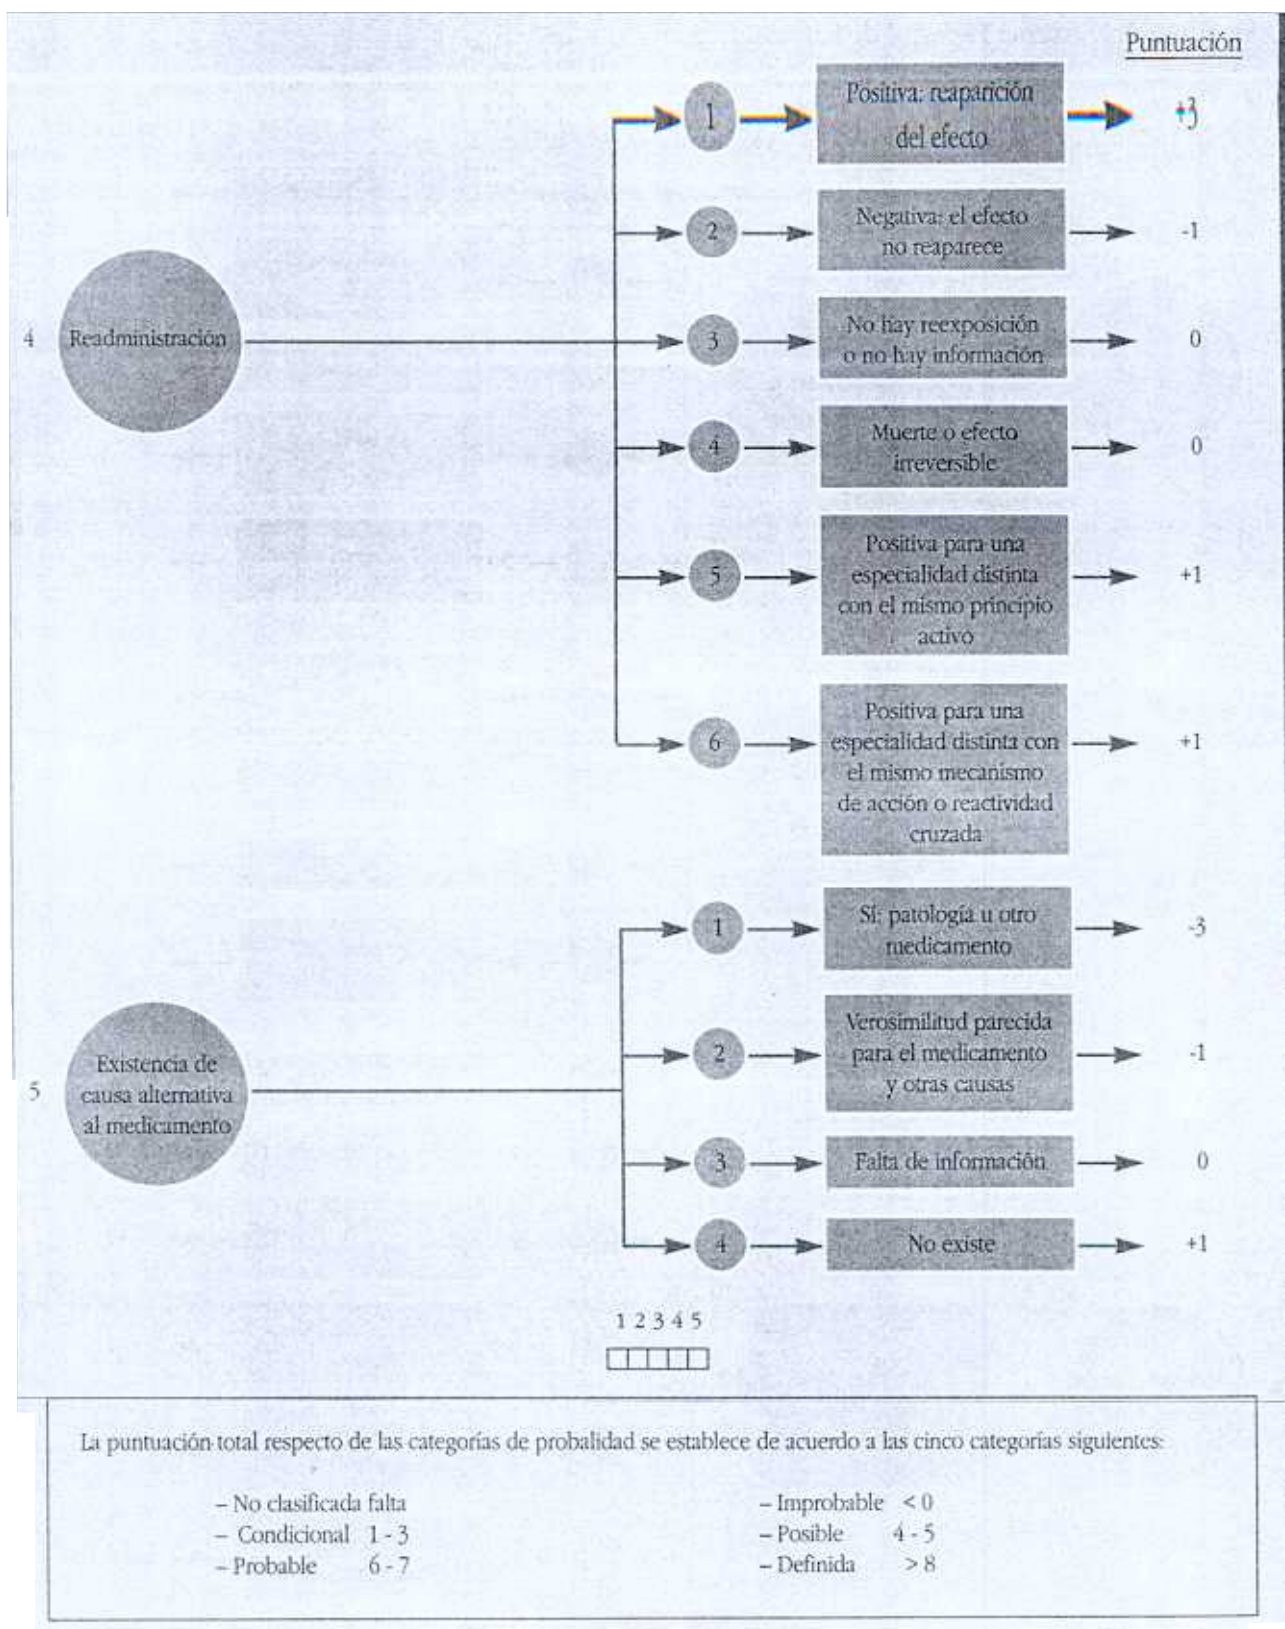 Puntuación
1
Positiva: reaparición
del efecto
+3
2
Negativa: el efecto
no reaparece
-1
4
Readministración
3
No hay reexposición
o no hay información
0
4
Muerte o efecto
irreversible
0
5
Positiva para una
especialidad distinta
con el mismo principio
activo
+1
6
Positiva para una
especialidad distinta con
el mismo mecanismo
de acción o reactividad
cruzada
+1
5
Existencia de
causa alternativa
al medicamento
1
Sí: patología u otro
medicamento
-3
2
Verosimilitud parecida
para el medicamento
y otras causas
-1
3
Falta de información
0
4
No existe
+1
1 2 3 4 5
La puntuación total respecto de las categorías de probalidad se establece de acuerdo a las cinco categorías siguientes:
– No clasificada falta
– Condicional 1 - 3
– Probable 6 - 7
– Improbable < 0
– Posible 4 - 5
– Definida > 8